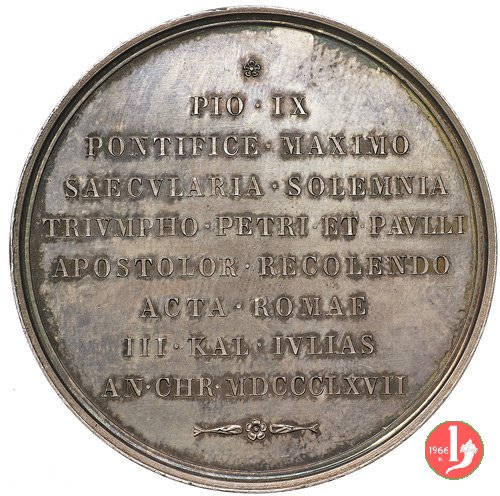 PIO · IX
PONTIFICE · MAXIMO
SAECVLARIA · SOLEMNIA
TRIVMPHO · PETRI · ET · PAVLLI
APOSTOLOR · RECOLENDO
ACTA · ROMAE
III · KAL · IVLIAS
AN · CHR · MDCCCLXVII
1966
R